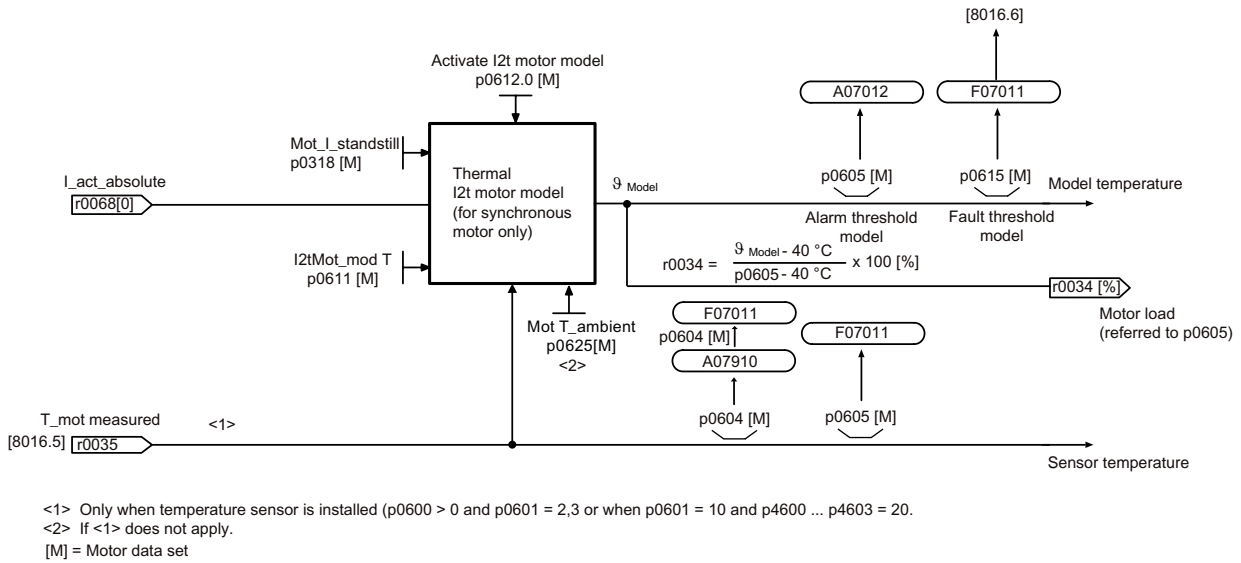 [8016.6]
Activate I2t motor model
p0612.0 [M]
A07012
F07011
Mot_I_standstill
p0318 [M]
Thermal
I2t motor model
(for synchronous
motor only)
I_act_absolute
r0068[0]
ϑ Model
p0605 [M]
p0615 [M]
Model temperature
Alarm threshold
model
Fault threshold
model
I2tMot_mod T
p0611 [M]
r0034 = ϑ Model - 40 °C
p0605 - 40 °C
x 100 [%]
r0034 [%]
Motor load
(referred to p0605)
Mot T_ambient
p0625[M]
<2>
F07011
p0604 [M]
A07910
F07011
p0604 [M]
p0605 [M]
T_mot measured
<1>
[8016.5] r0035
Sensor temperature
<1> Only when temperature sensor is installed (p0600 > 0 and p0601 = 2,3 or when p0601 = 10 and p4600 ... p4603 = 20.
<2> If <1> does not apply.
[M] = Motor data set